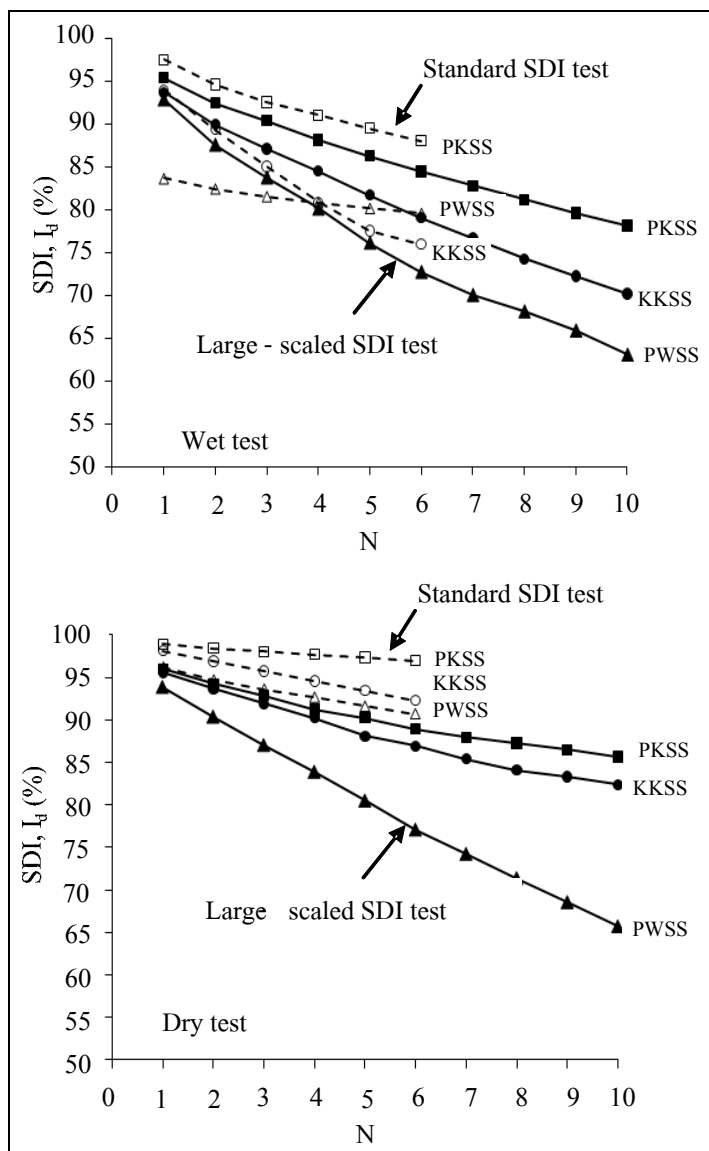 100
95
90
85
80
75
70
65
60
55
50
SDI, I_d (%)
Standard SDI test
PKSS
PWSS
KKSS
PKSS
KKSS
PWSS
Large - scaled SDI test
Wet test
0 1 2 3 4 5 6 7 8 9 10
N
Standard SDI test
100
95
90
85
80
75
70
65
60
55
50
SDI, I_d (%)
PKSS
KKSS
PWSS
PKSS
KKSS
PWSS
Large scaled SDI test
Dry test
0 1 2 3 4 5 6 7 8 9 10
N